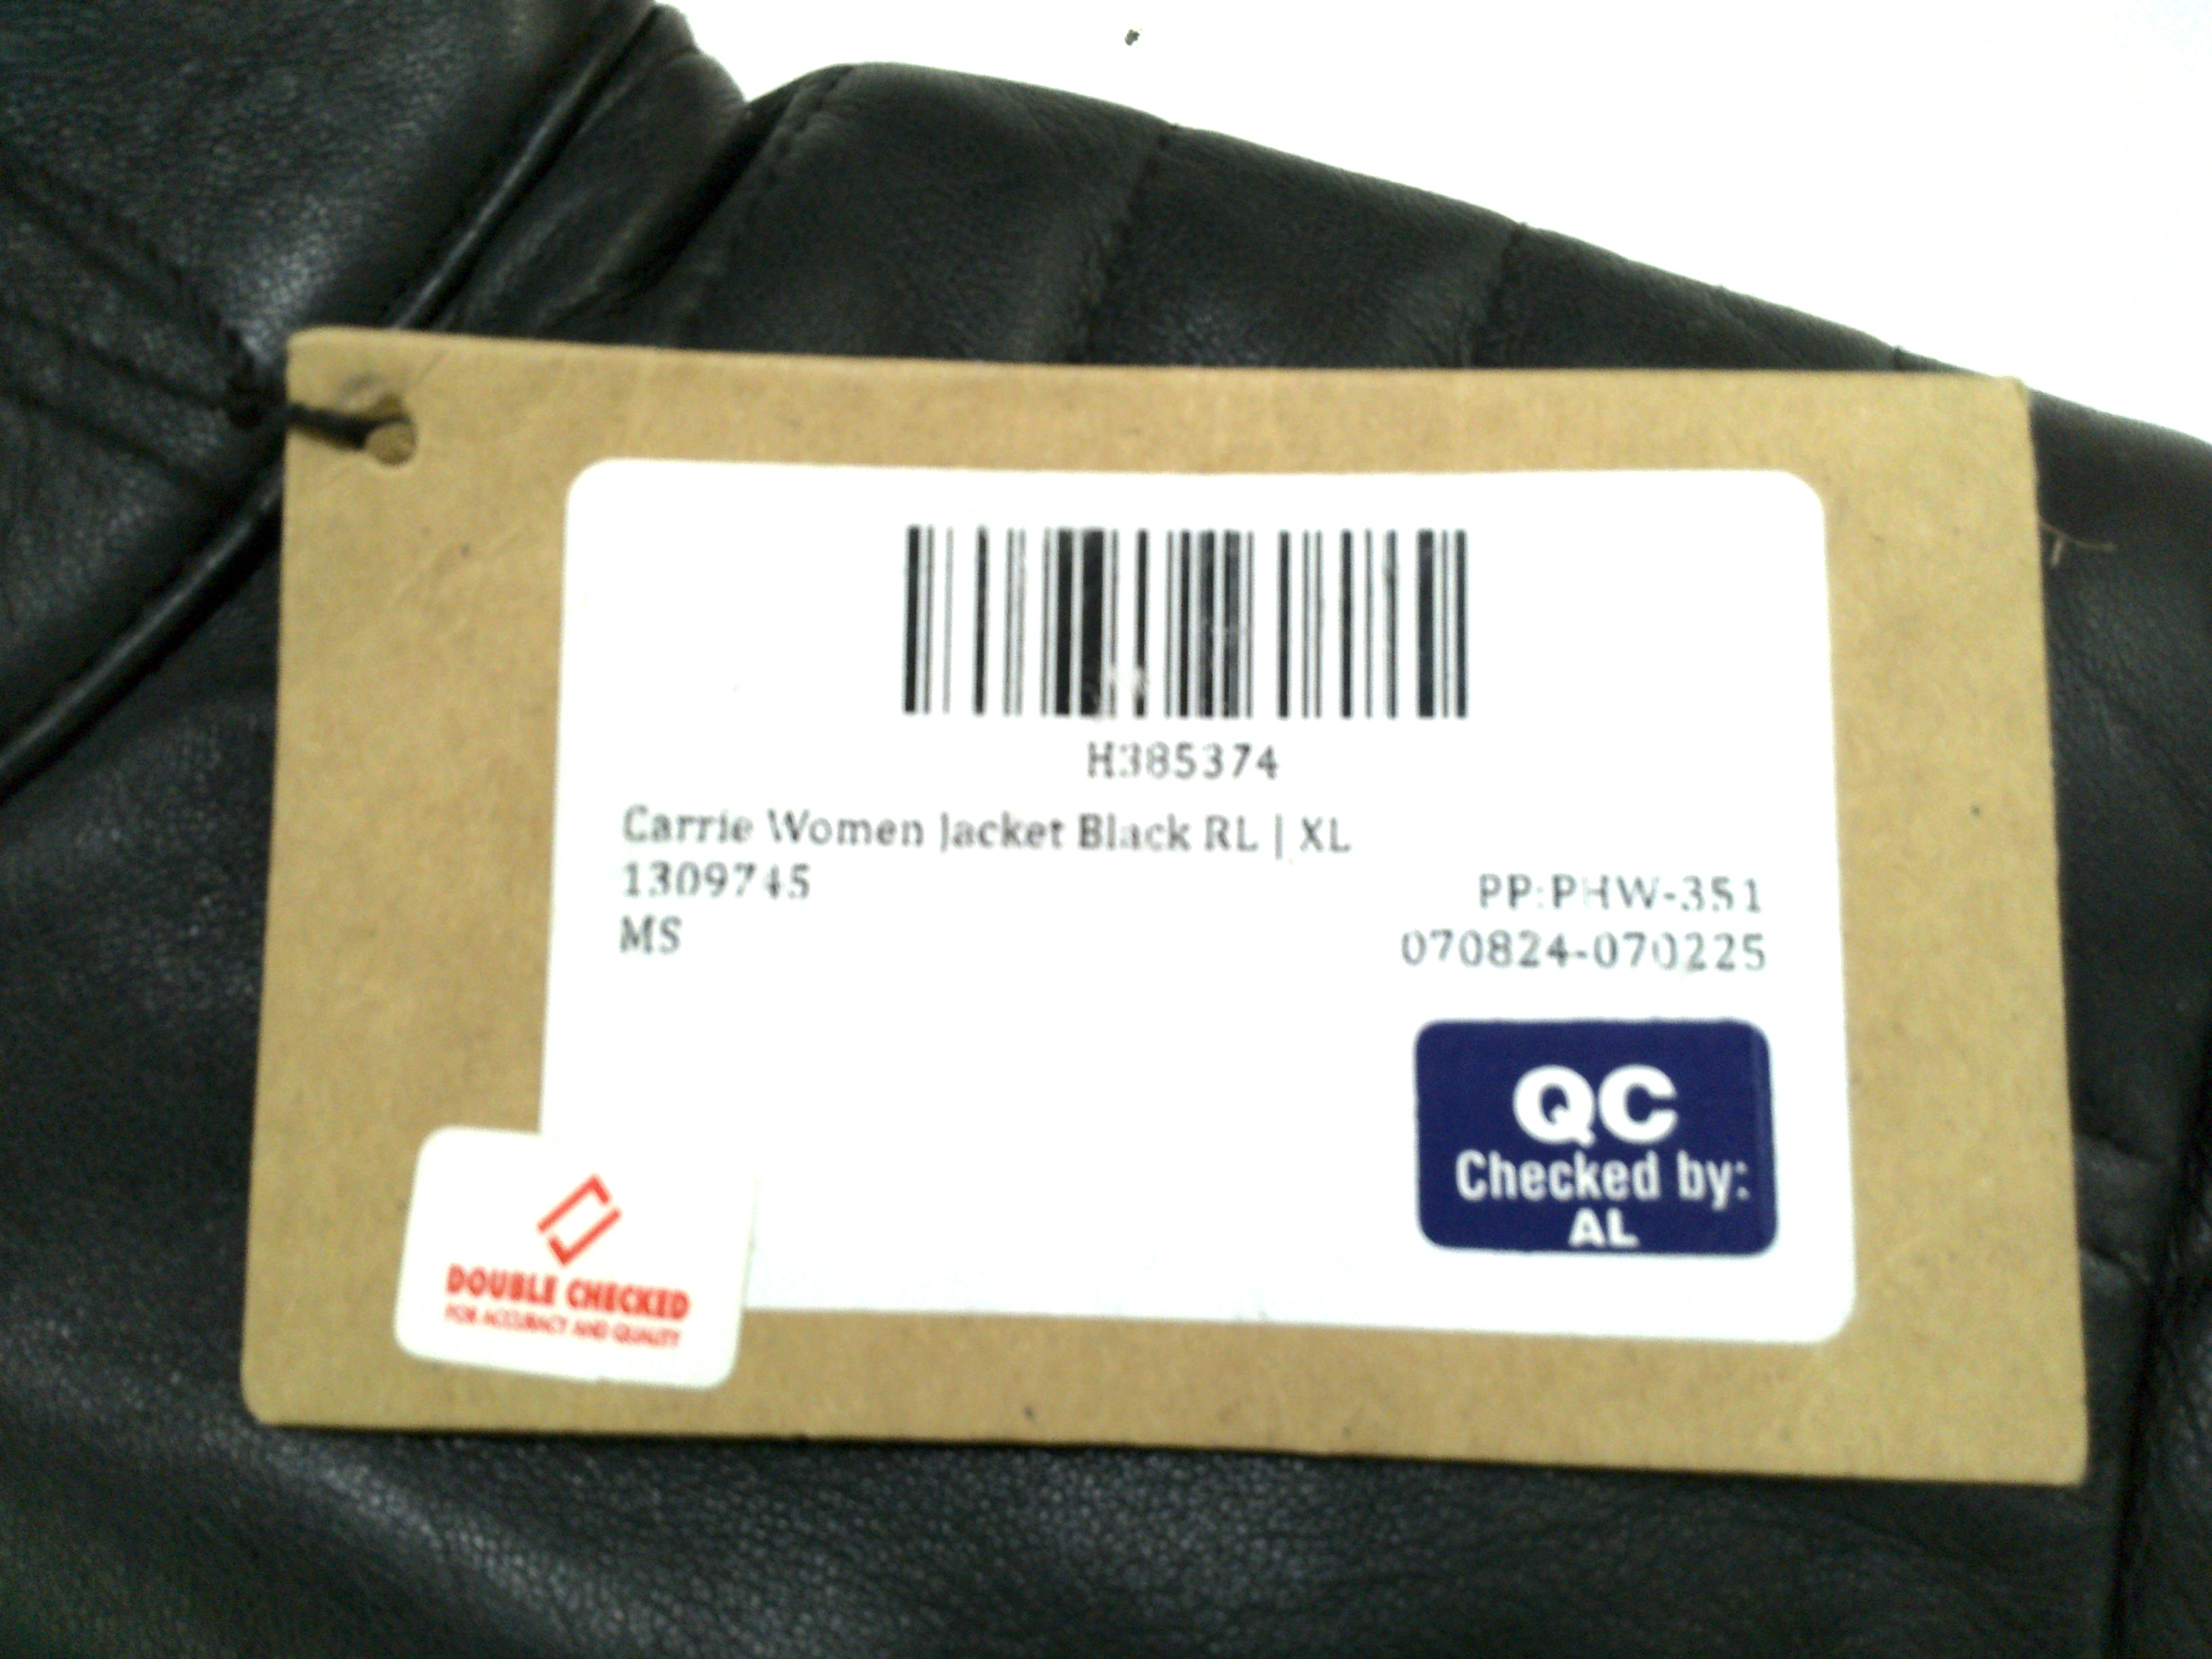 H385374
Carrie Women Jacket Black RL | XL
1309745
MS
PP:PHW-351
070824-070225
QC
Checked by:
AL
DOUBLE CHECKED
FOR ACCURACY AND QUALITY